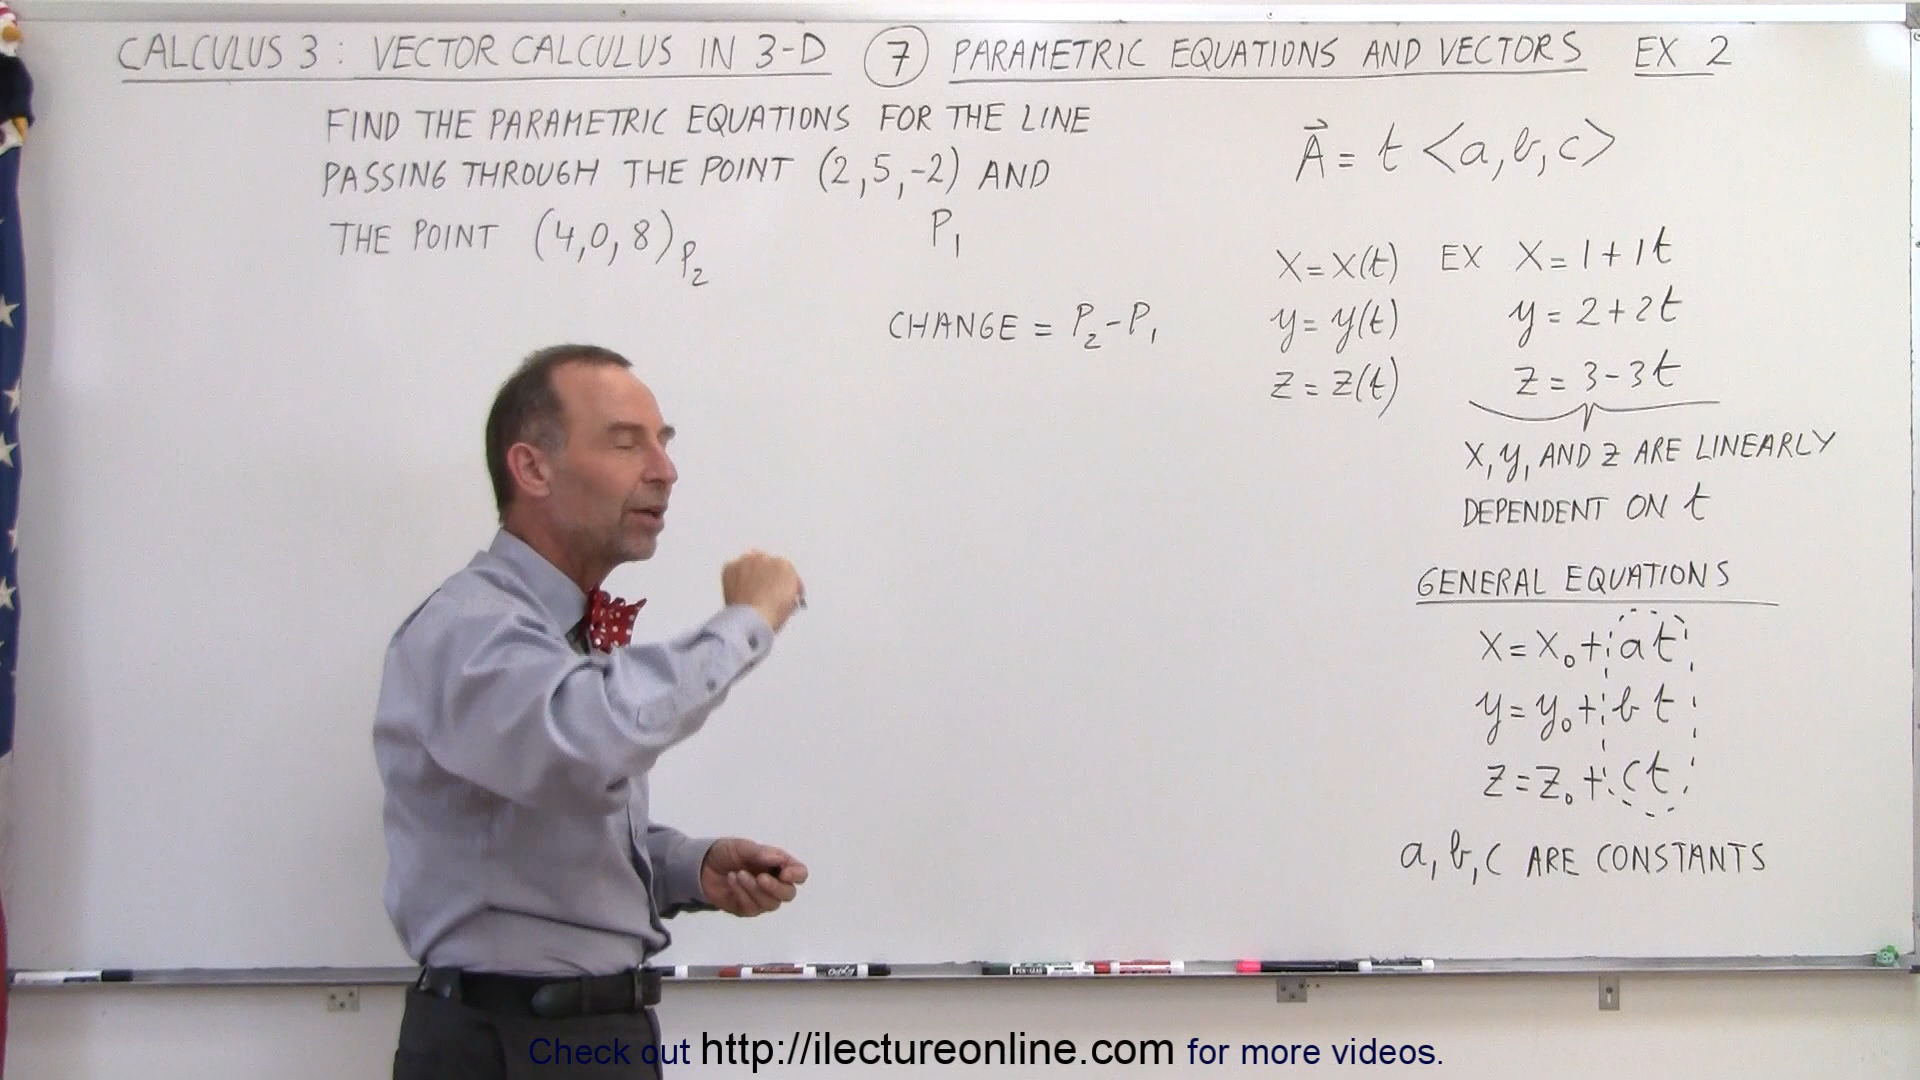 CALCULUS 3 : VECTOR CALCULUS IN 3-D 7 PARAMETRIC EQUATIONS AND VECTORS EX 2
FIND THE PARAMETRIC EQUATIONS FOR THE LINE
PASSING THROUGH THE POINT (2,5,-2) AND
P₁
THE POINT (4,0,8) P₂
CHANGE = P₂-P₁
A⃗ = t <a,b,c>
x=x(t) EX x=1+1t
y=y(t) y=2+2t
z=z(t) z=3-3t
X, y, AND Z ARE LINEARLY
DEPENDENT ON t
GENERAL EQUATIONS
x=x₀+at
y=y₀+bt
z=z₀+ct
a, b, c ARE CONSTANTS
Check out http://ilectureonline.com for more videos.